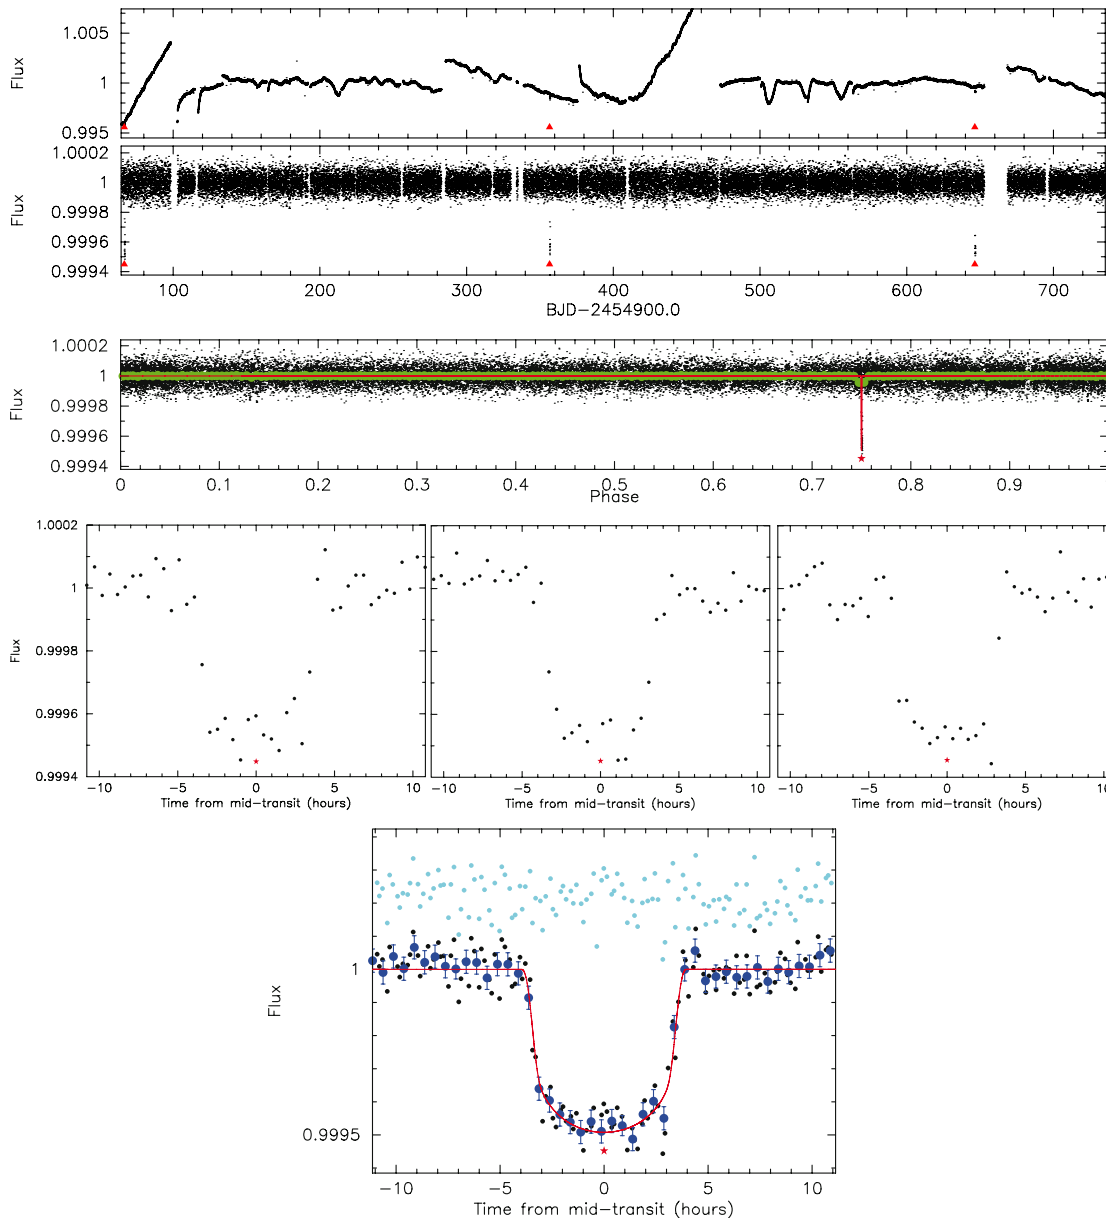 1.005
1
0.995
Flux
1.0002
1
0.9998
0.9996
0.9994
Flux
100 200 300 400 500 600 700
BJD-2454900.0
1.0002
1
0.9998
0.9996
0.9994
Flux
0 0.1 0.2 0.3 0.4 0.5 0.6 0.7 0.8 0.9
Phase
1.0002
1
0.9998
0.9996
0.9994
Flux
-10 -5 0 5 10
Time from mid-transit (hours)
-10 -5 0 5 10
Time from mid-transit (hours)
-10 -5 0 5 10
Time from mid-transit (hours)
1
0.9995
Flux
-10 -5 0 5 10
Time from mid-transit (hours)